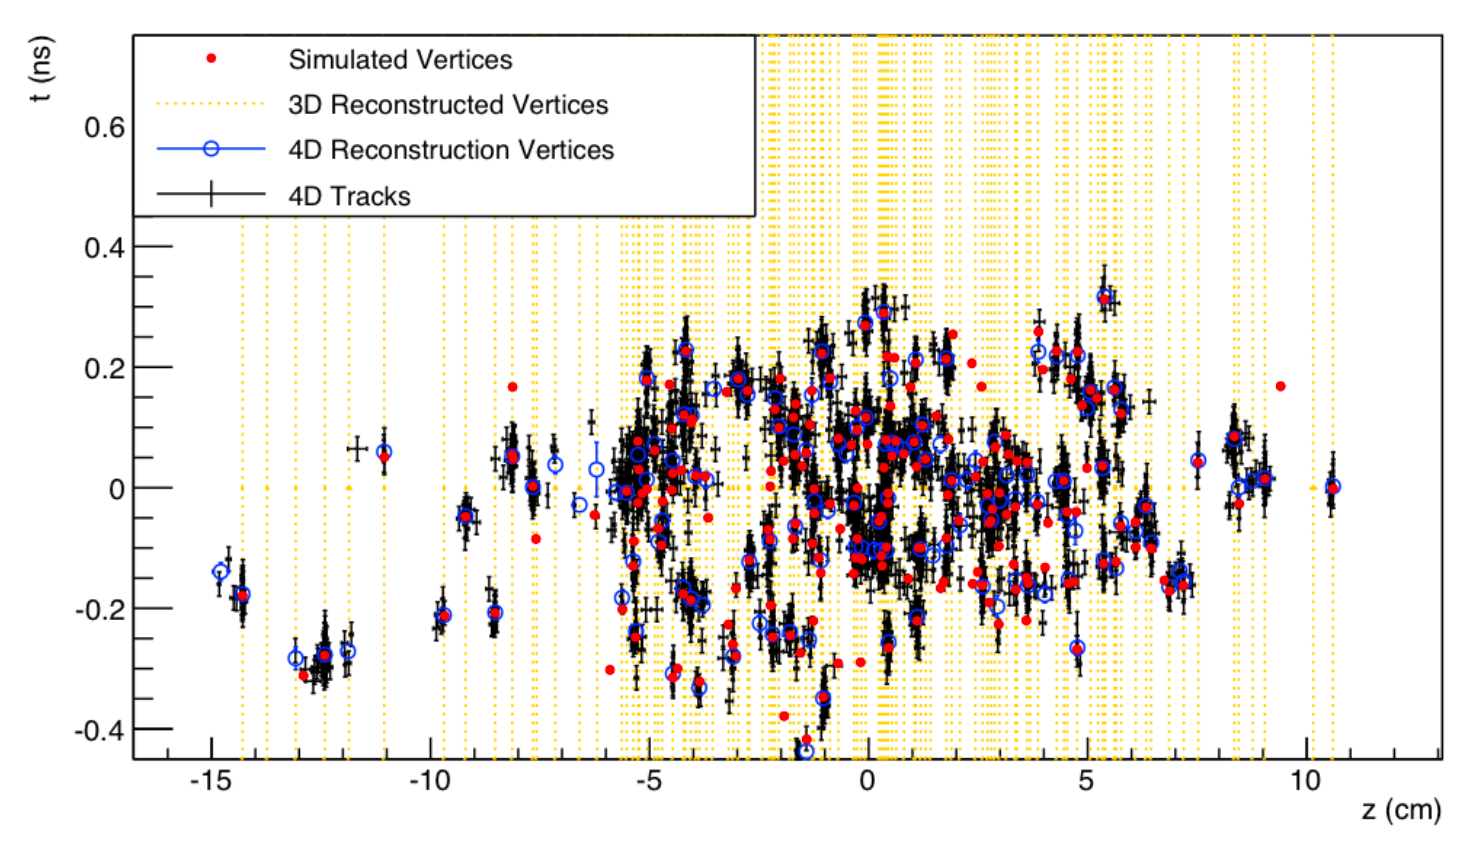 t (ns)
Simulated Vertices
3D Reconstructed Vertices
4D Reconstruction Vertices
4D Tracks
0.6
0.4
0.2
0
-0.2
-0.4
-15 -10 -5 0 5 10
z (cm)